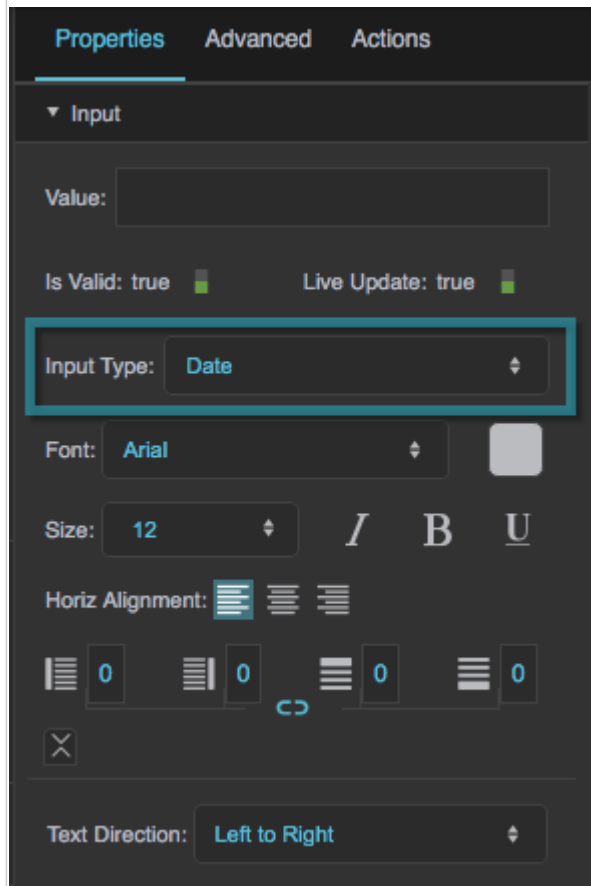 Properties Advanced Actions
Input
Value:
Is Valid: true Live Update: true
Input Type: Date
Font: Arial
Size: 12 I B U
Horiz Alignment:
0 0 0 0
Text Direction: Left to Right